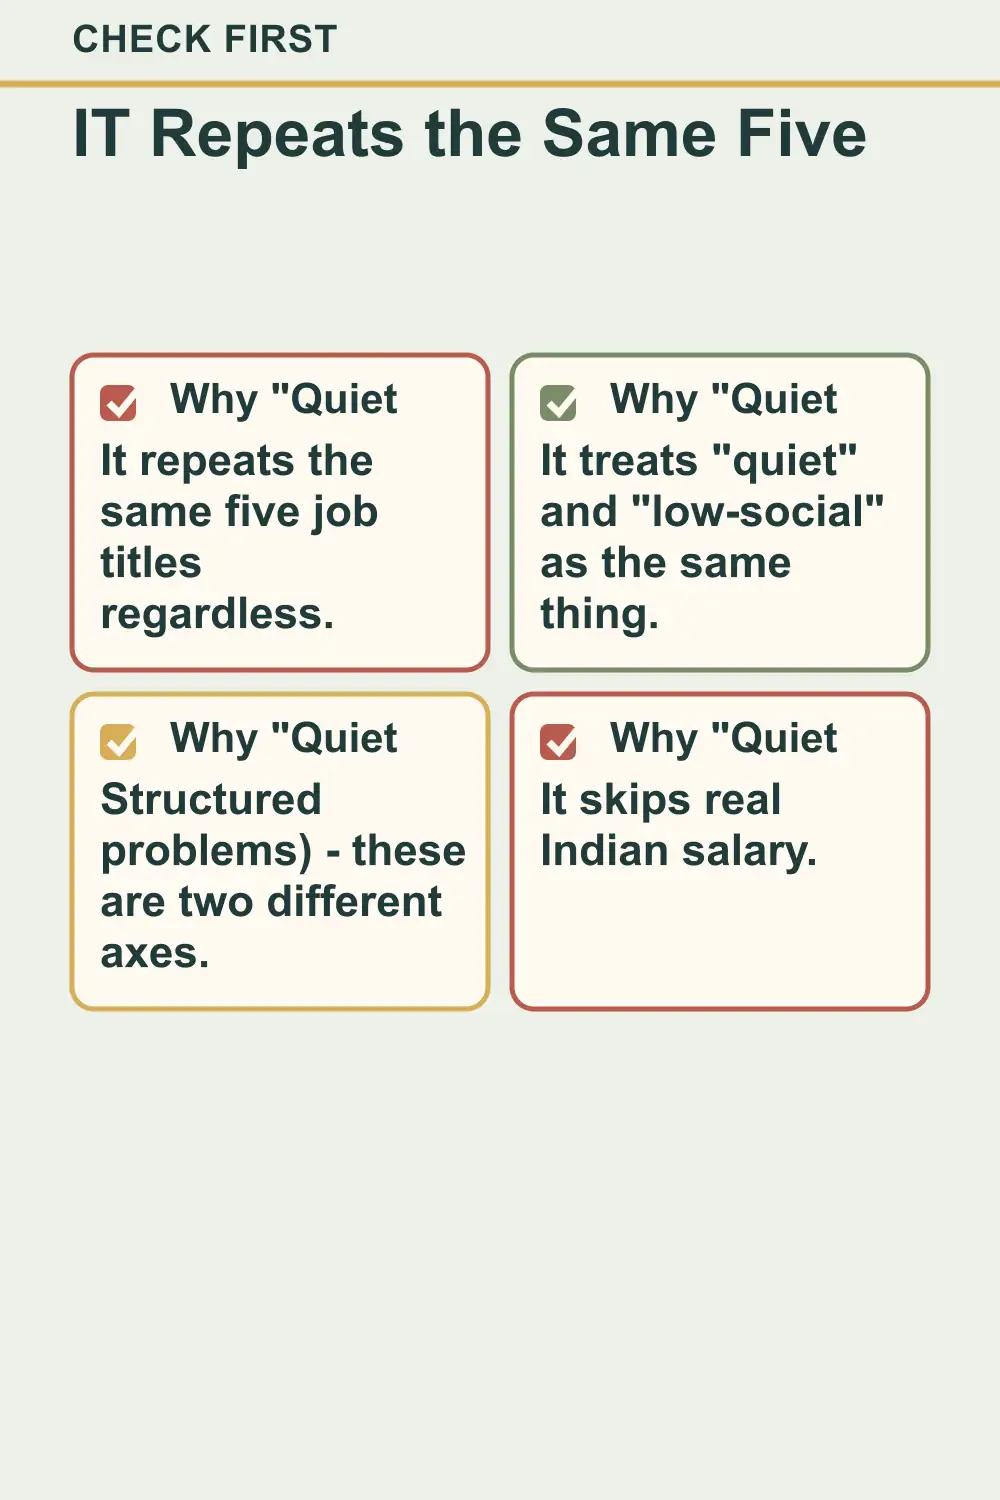 CHECK FIRST
IT Repeats the Same Five
Why "Quiet
It repeats the
same five job
titles
regardless.
Why "Quiet
It treats "quiet"
and "low-social"
as the same
thing.
Why "Quiet
Structured
problems) - these
are two different
axes.
Why "Quiet
It skips real
Indian salary.